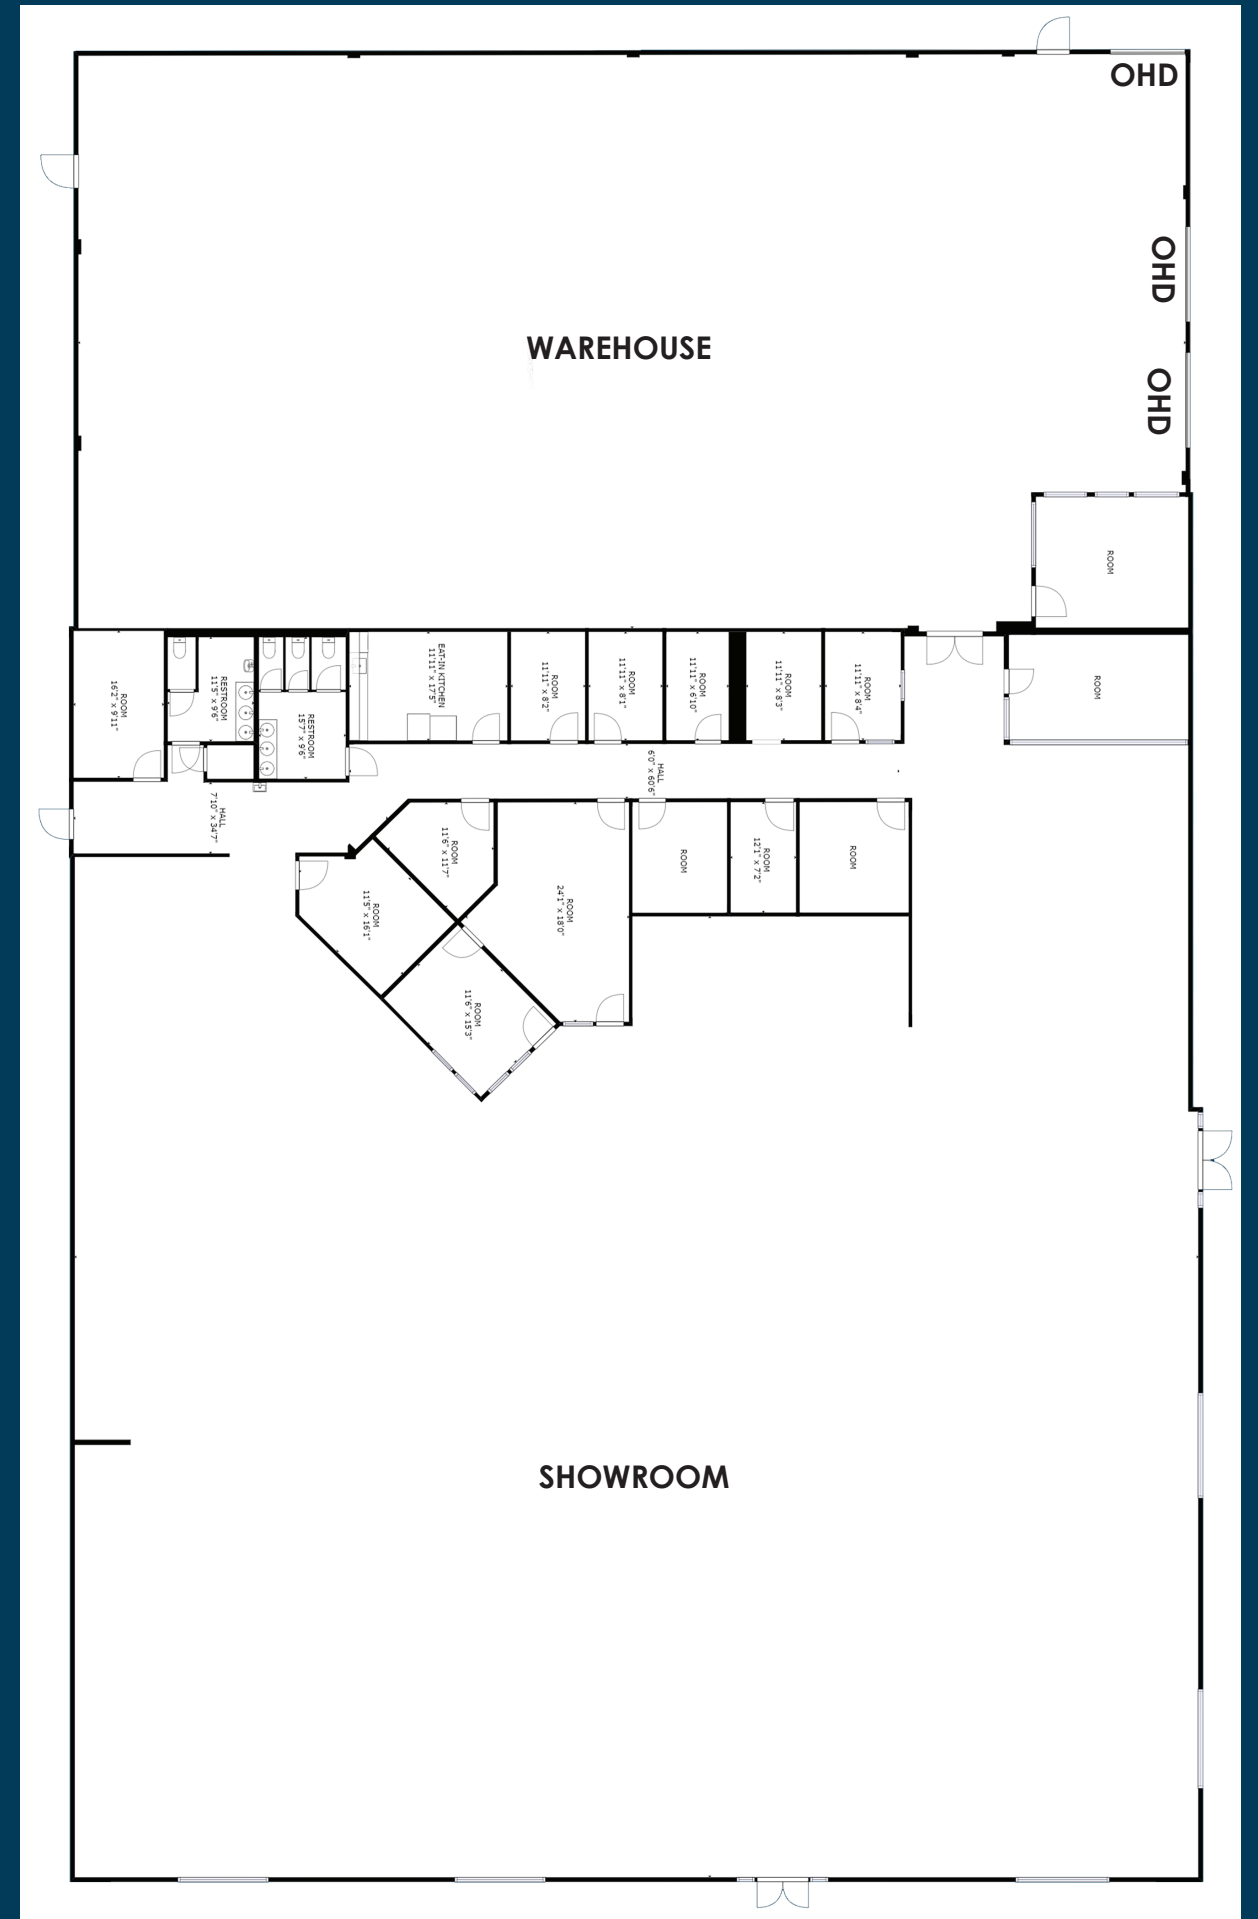 OHD
OHD
WAREHOUSE
OHD
ROOM
ROOM
16'2" x 9'11"
RESTROOM
11'5" x 9'6"
RESTROOM
15'7" x 9'6"
EAT-IN KITCHEN
11'11" x 17'5"
ROOM
11'11" x 8'2"
ROOM
11'11" x 8'1"
ROOM
11'11" x 6'10"
ROOM
11'11" x 8'3"
ROOM
11'11" x 8'4"
ROOM
HALL
6'0" x 60'6"
HALL
7'10" x 34'7"
ROOM
11'6" x 11'7"
ROOM
11'5" x 16'1"
ROOM
24'1" x 18'0"
ROOM
ROOM
12'1" x 7'2"
ROOM
ROOM
11'6" x 15'3"
SHOWROOM